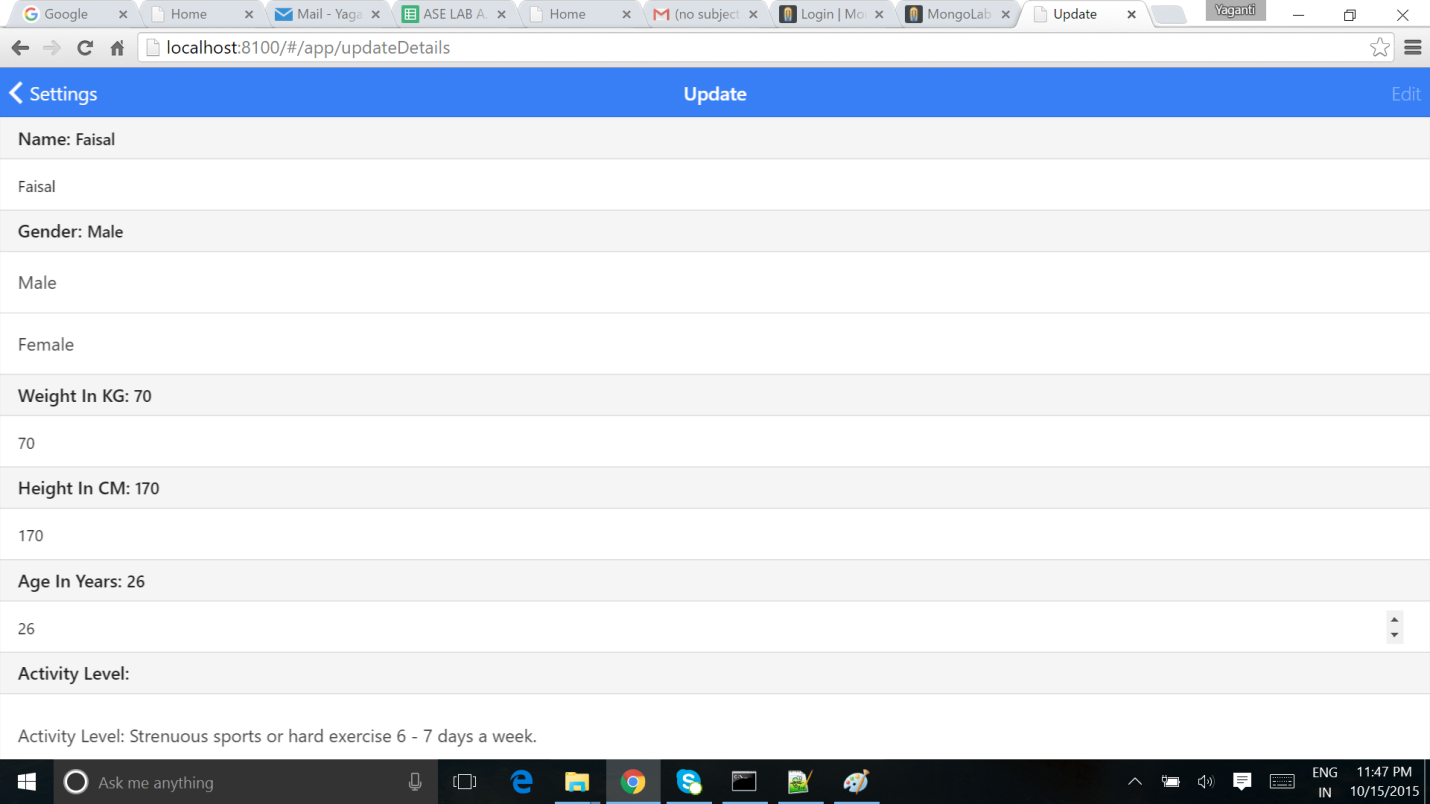 Google
Home
Mail - Yaga
ASE LAB A
Home
(no subject
Login | Mo
MongoLab
Update
Yaganti
localhost:8100/#/app/updateDetails
Settings
Update
Edit
Name: Faisal
Faisal
Gender: Male
Male
Female
Weight In KG: 70
70
Height In CM: 170
170
Age In Years: 26
26
Activity Level:
Activity Level: Strenuous sports or hard exercise 6 - 7 days a week.
Ask me anything
ENG
IN
11:47 PM
10/15/2015